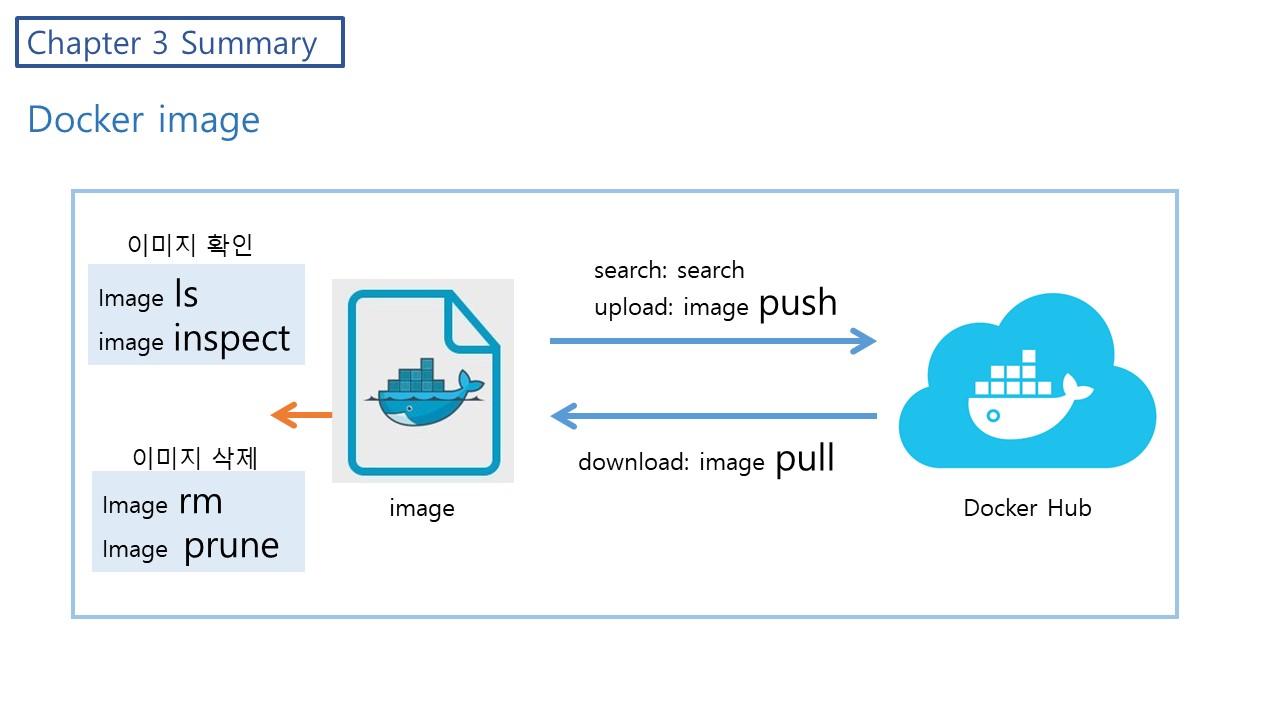 Chapter 3 Summary
Docker image
이미지 확인
Image ls
image inspect
이미지 삭제
Image rm
Image prune
image
search: search
upload: image push
download: image pull
Docker Hub